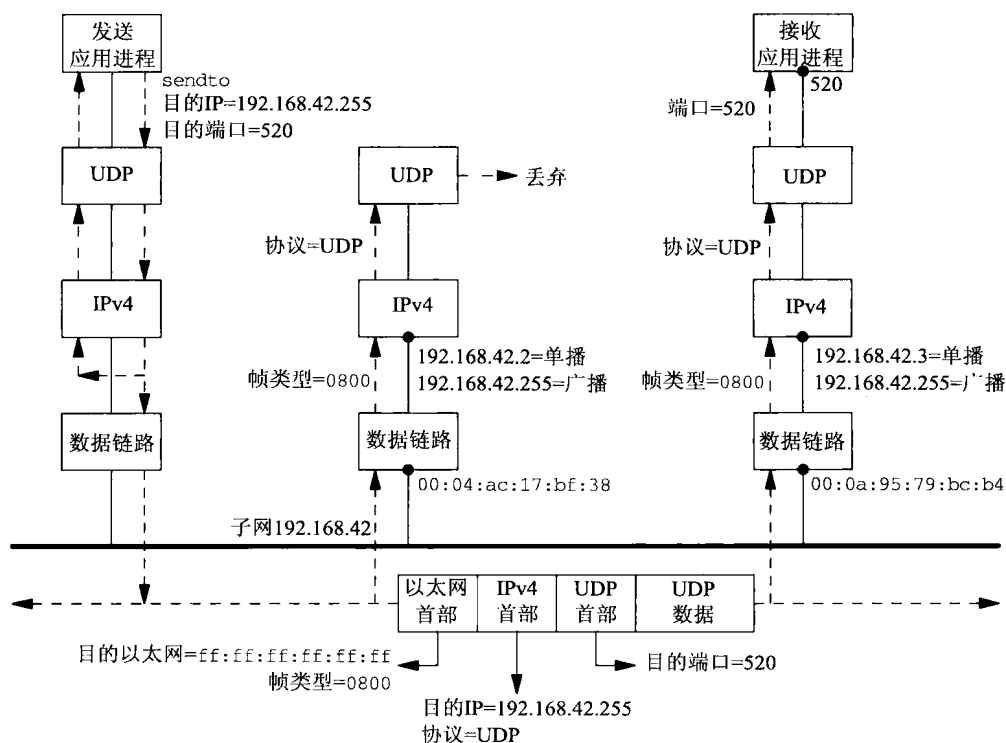 发送
应用进程
sendto
目的IP=192.168.42.255
目的端口=520
接收
应用进程
520
端口=520
UDP
UDP
丢弃
UDP
协议=UDP
协议=UDP
IPv4
IPv4
IPv4
192.168.42.2=单播
192.168.42.255=广播
192.168.42.3=单播
192.168.42.255=广播
帧类型=0800
帧类型=0800
数据链路
数据链路
数据链路
00:04:ac:17:bf:38
00:0a:95:79:bc:b4
子网192.168.42
以太网
首部
IPv4
首部
UDP
首部
UDP
数据
目的以太网=ff:ff:ff:ff:ff:ff
帧类型=0800
目的端口=520
目的IP=192.168.42.255
协议=UDP